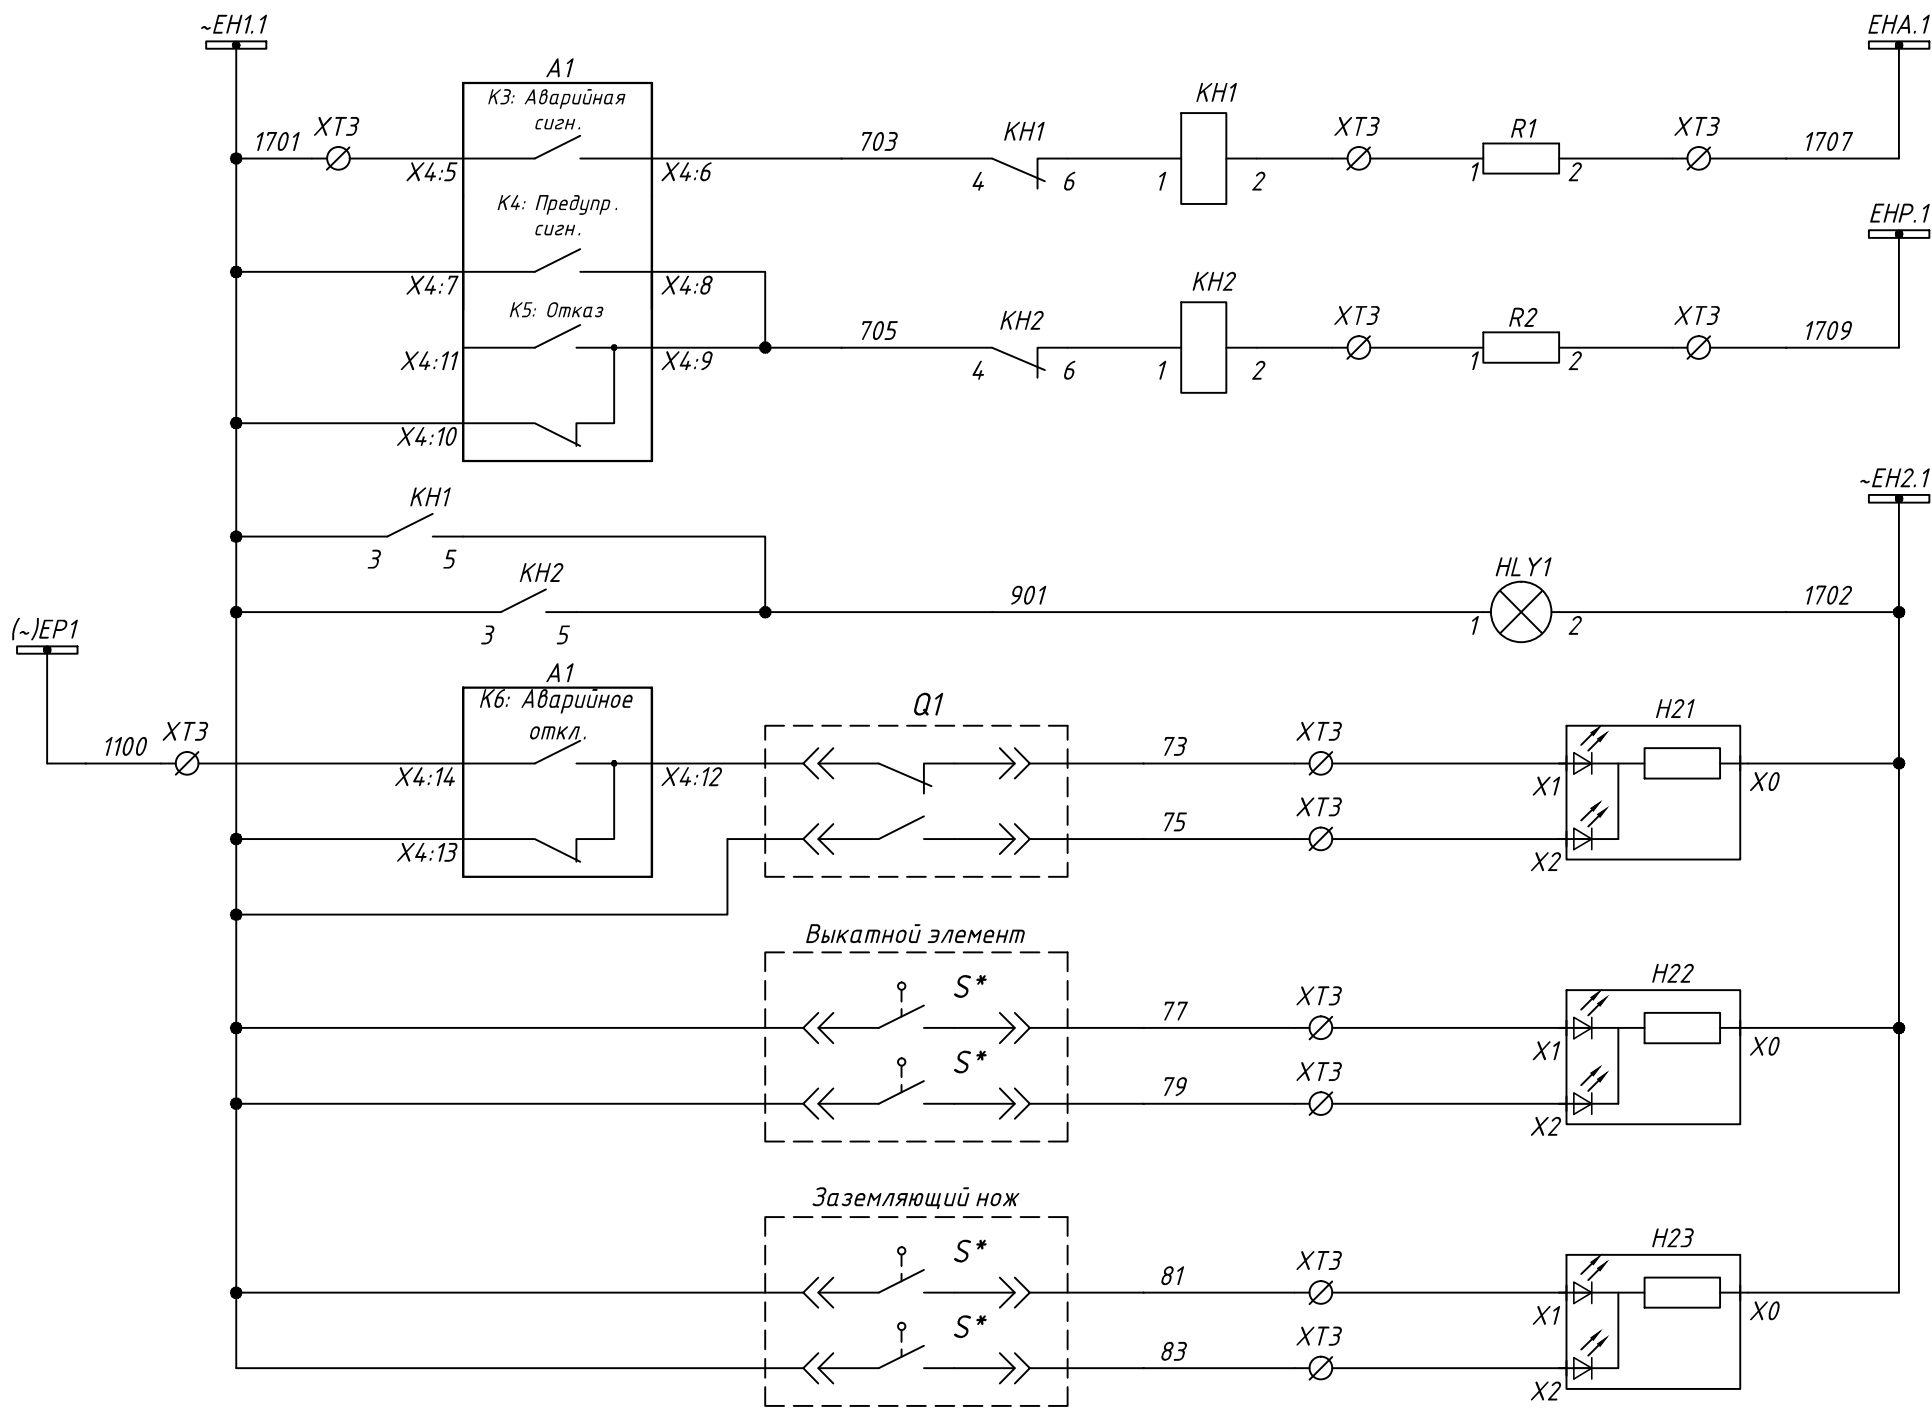 ~EH1.1
EHA.1
A1
K3: Аварийная
сигн.
KH1
1701
XT3
703
KH1
XT3
R1
XT3
1707
X4:5
X4:6
4
6
1
2
1
2
K4: Предупр.
сигн.
EHP.1
X4:7
X4:8
KH2
K5: Отказ
705
KH2
XT3
R2
XT3
1709
X4:11
X4:9
4
6
1
2
1
2
X4:10
~EH2.1
KH1
3
5
KH2
901
HLY1
1702
3
5
1
2
(~)EP1
A1
K6: Аварийное
откл.
Q1
H21
1100
XT3
73
XT3
X4:14
X4:12
X1
X0
75
XT3
X4:13
X2
Выкатной элемент
S*
77
XT3
H22
X1
X0
S*
79
XT3
X2
Заземляющий нож
S*
81
XT3
H23
X1
X0
S*
83
XT3
X2